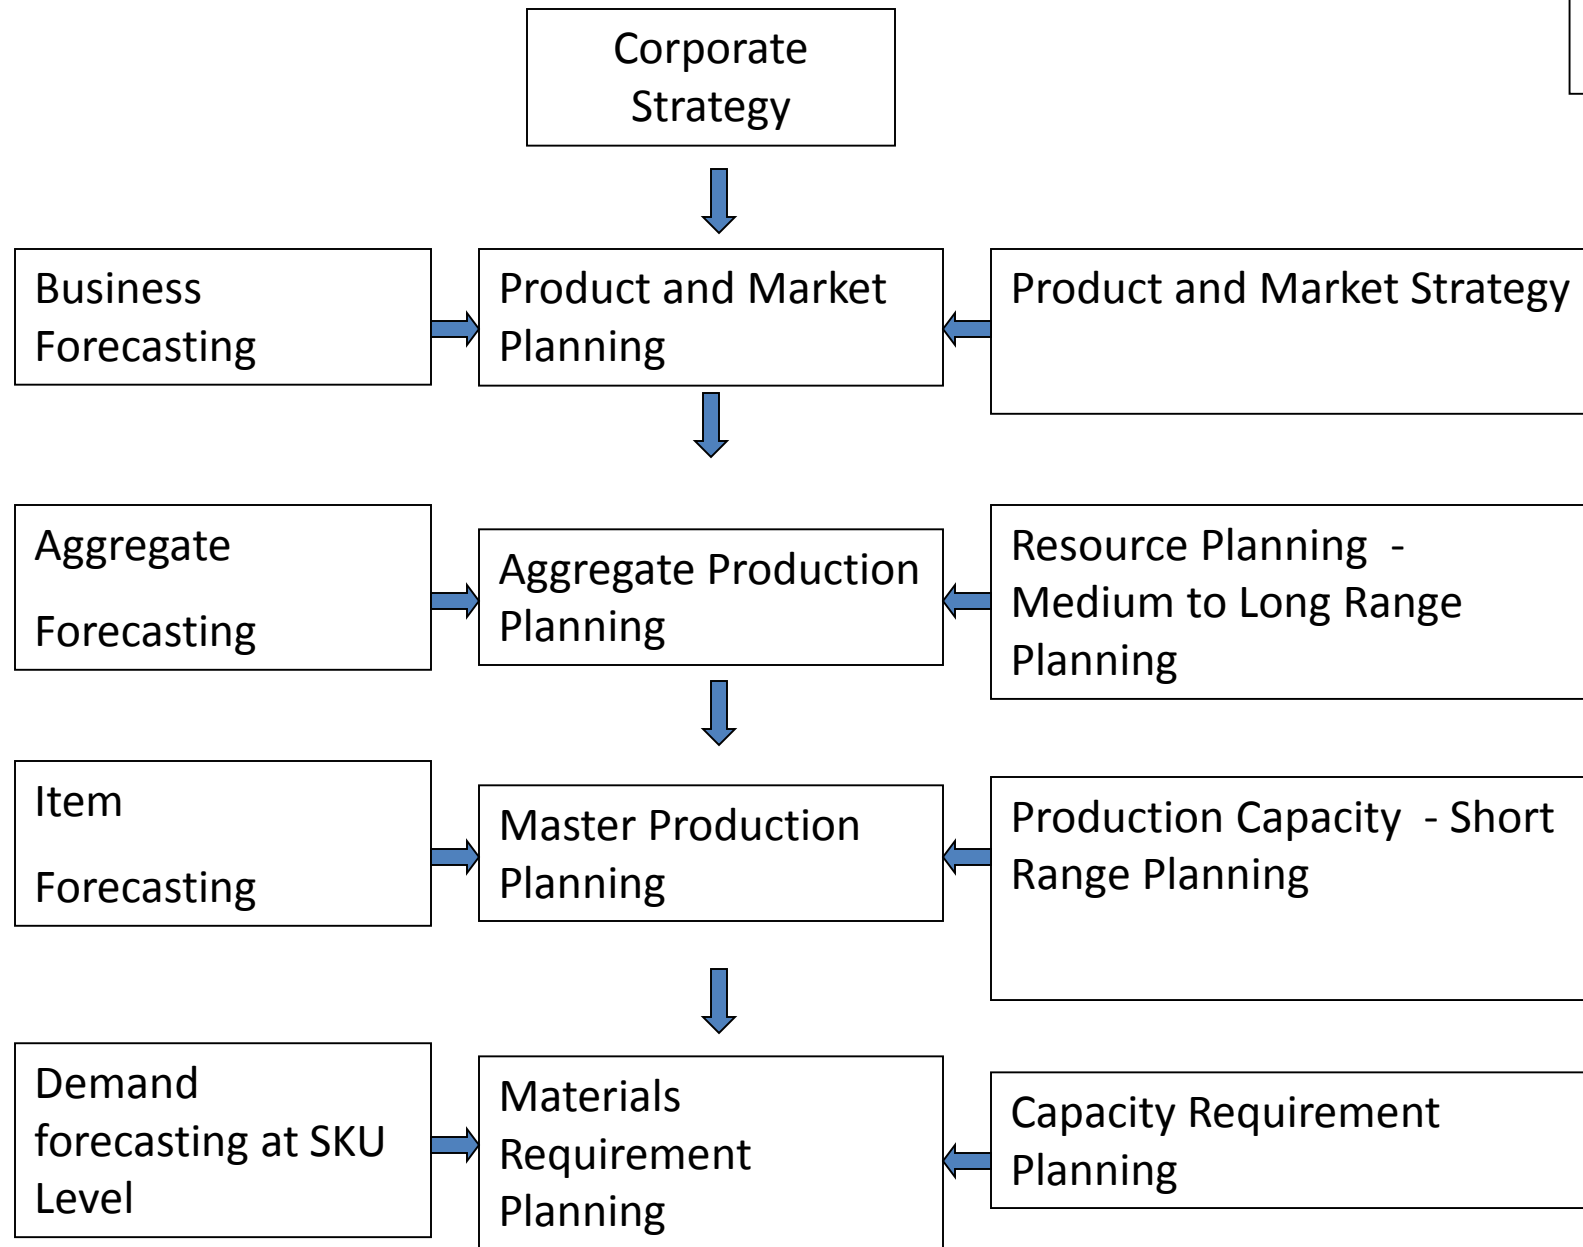 Corporate
Strategy
Business
Forecasting
Product and Market
Planning
Product and Market Strategy
Aggregate
Forecasting
Aggregate Production
Planning
Resource Planning  -
Medium to Long Range
Planning
Item
Forecasting
Master Production
Planning
Production Capacity  - Short
Range Planning
Demand
forecasting at SKU
Level
Materials
Requirement
Planning
Capacity Requirement
Planning